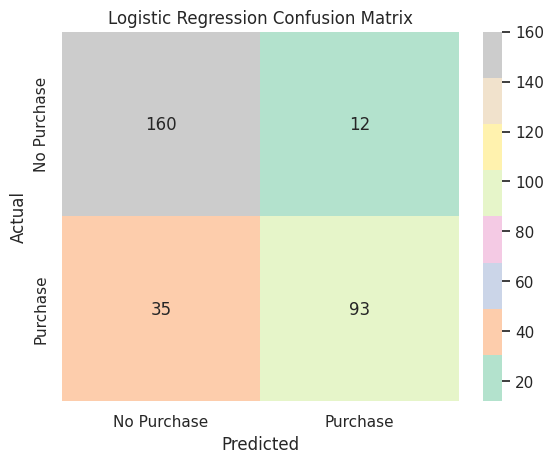 Logistic Regression Confusion Matrix
Actual
No Purchase
Purchase
160
12
35
93
No Purchase
Purchase
Predicted
160
140
120
100
80
60
40
20